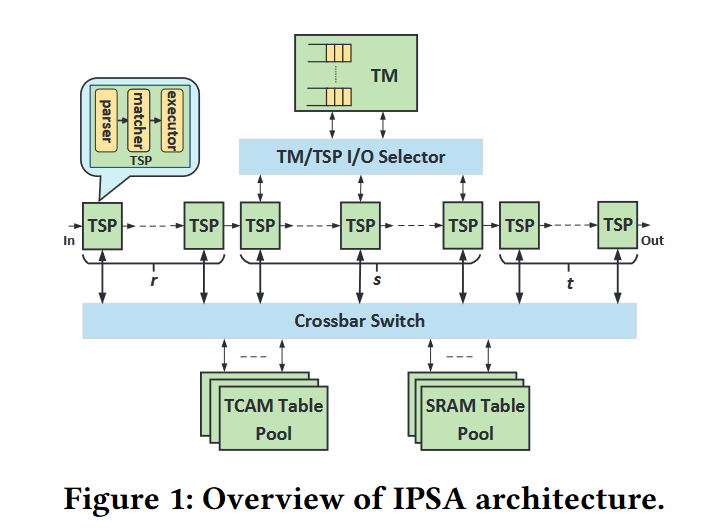 TM
parser
matcher
executor
TSP
TM/TSP I/O Selector
TSP
TSP
TSP
TSP
TSP
TSP
TSP
In
Out
r
s
t
Crossbar Switch
TCAM Table
Pool
SRAM Table
Pool
Figure 1: Overview of IPSA architecture.